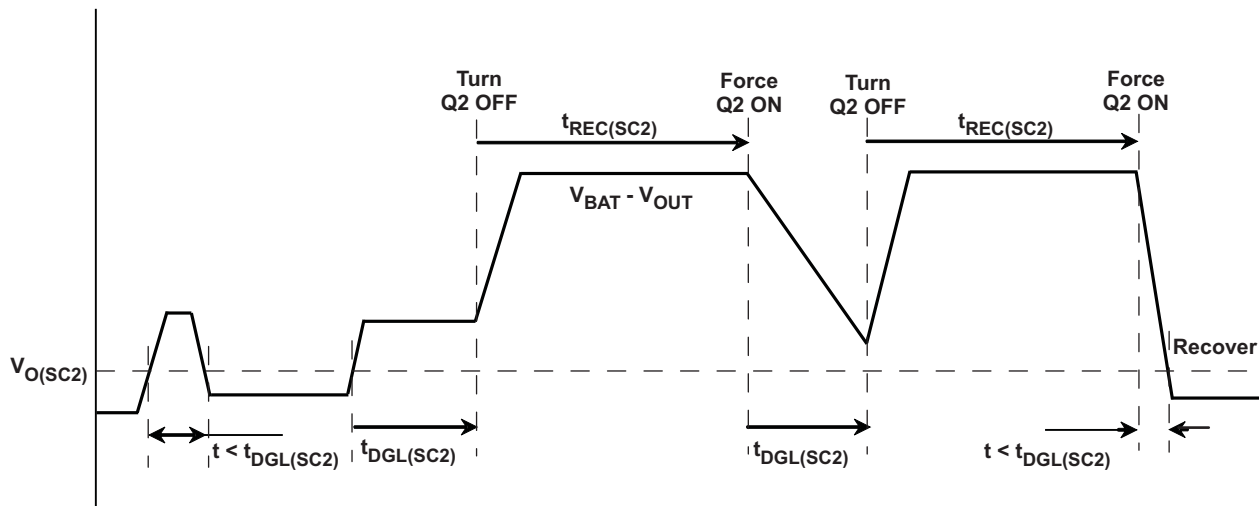 Turn
Q2 OFF
Force
Q2 ON
Turn
Q2 OFF
Force
Q2 ON
tREC(SC2)
tREC(SC2)
VBAT - VOUT
VO(SC2)
Recover
t < tDGL(SC2)
tDGL(SC2)
tDGL(SC2)
t < tDGL(SC2)